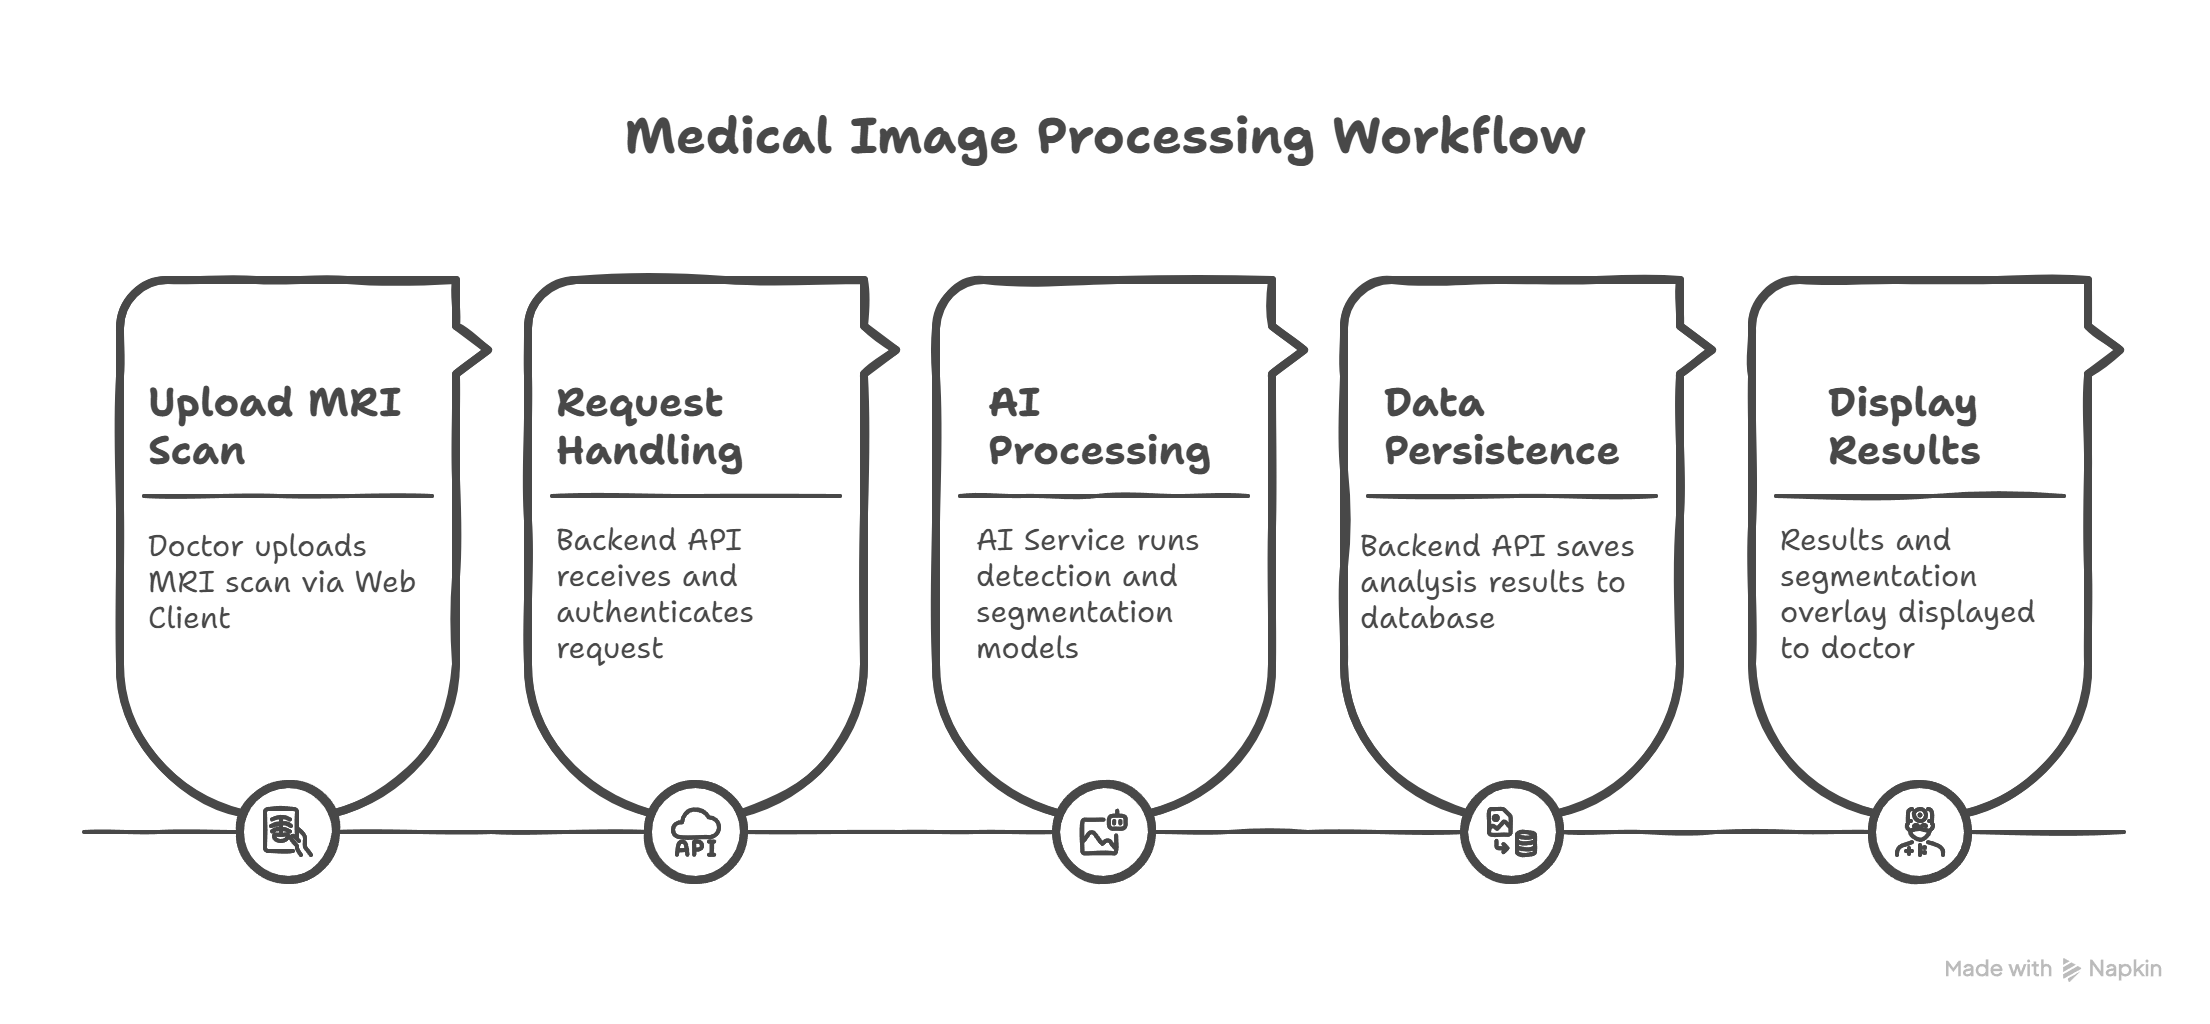 Medical Image Processing Workflow
Upload MRI
Scan
Doctor uploads
MRI scan via Web
Client
Request
Handling
Backend API
receives and
authenticates
request
AI
Processing
AI Service runs
detection and
segmentation
models
Data
Persistence
Backend API saves
analysis results to
database
Display
Results
Results and
segmentation
overlay displayed
to doctor
API
Made with Napkin